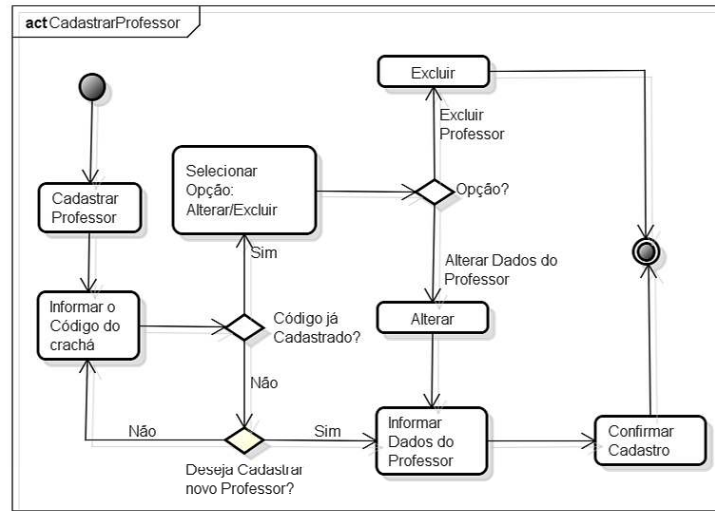 act CadastrarProfessor
Excluir
Excluir
Professor
Selecionar
Opção:
Alterar/Excluir
Opção?
Cadastrar
Professor
Sim
Alterar Dados do
Professor
Informar o
Código do
crachá
Código já
Cadastrado?
Alterar
Não
Não
Sim
Informar
Dados do
Professor
Confirmar
Cadastro
Deseja Cadastrar
novo Professor?